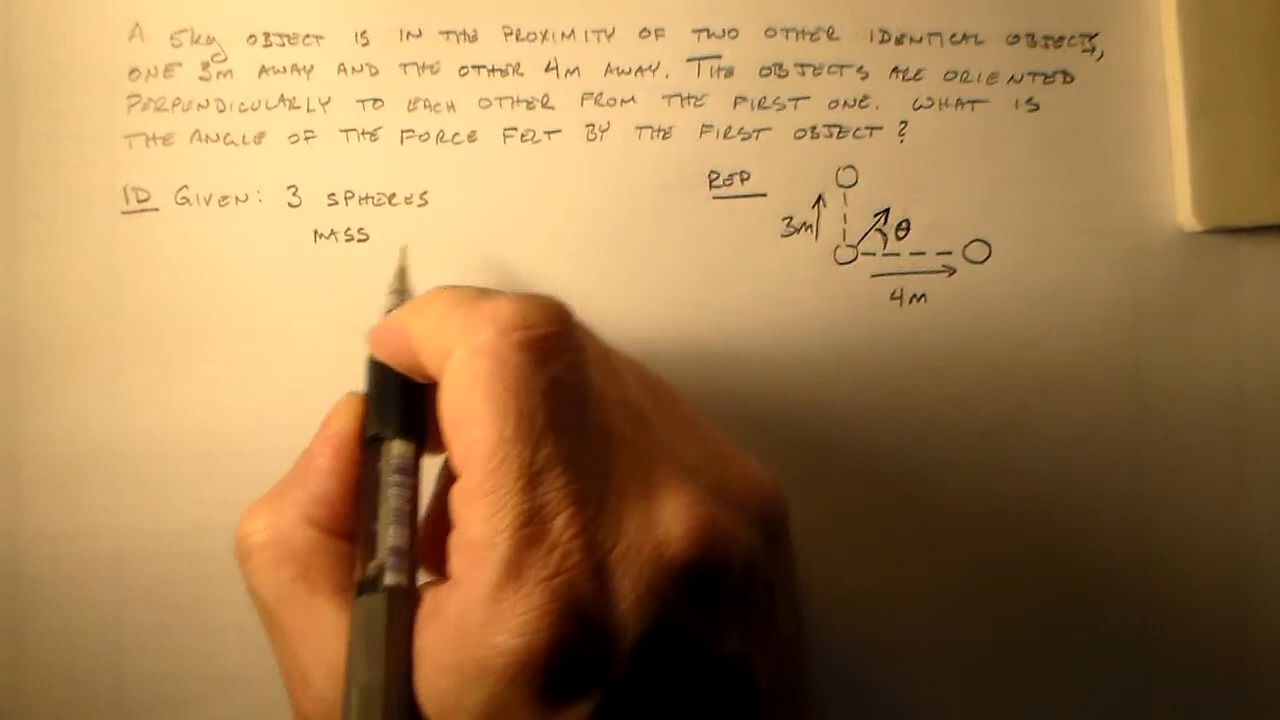 A 5kg OBJECT IS IN THE PROXIMITY OF TWO OTHER IDENTICAL OBJECTS,
ONE 3m AWAY AND THE OTHER 4m AWAY. THE OBJECTS ARE ORIENTED
PERPENDICULARLY TO EACH OTHER FROM THE FIRST ONE. WHAT IS
THE ANGLE OF THE FORCE FELT BY THE FIRST OBJECT?
ID GIVEN: 3 SPHERES
MASS
REP
3m
θ
4m